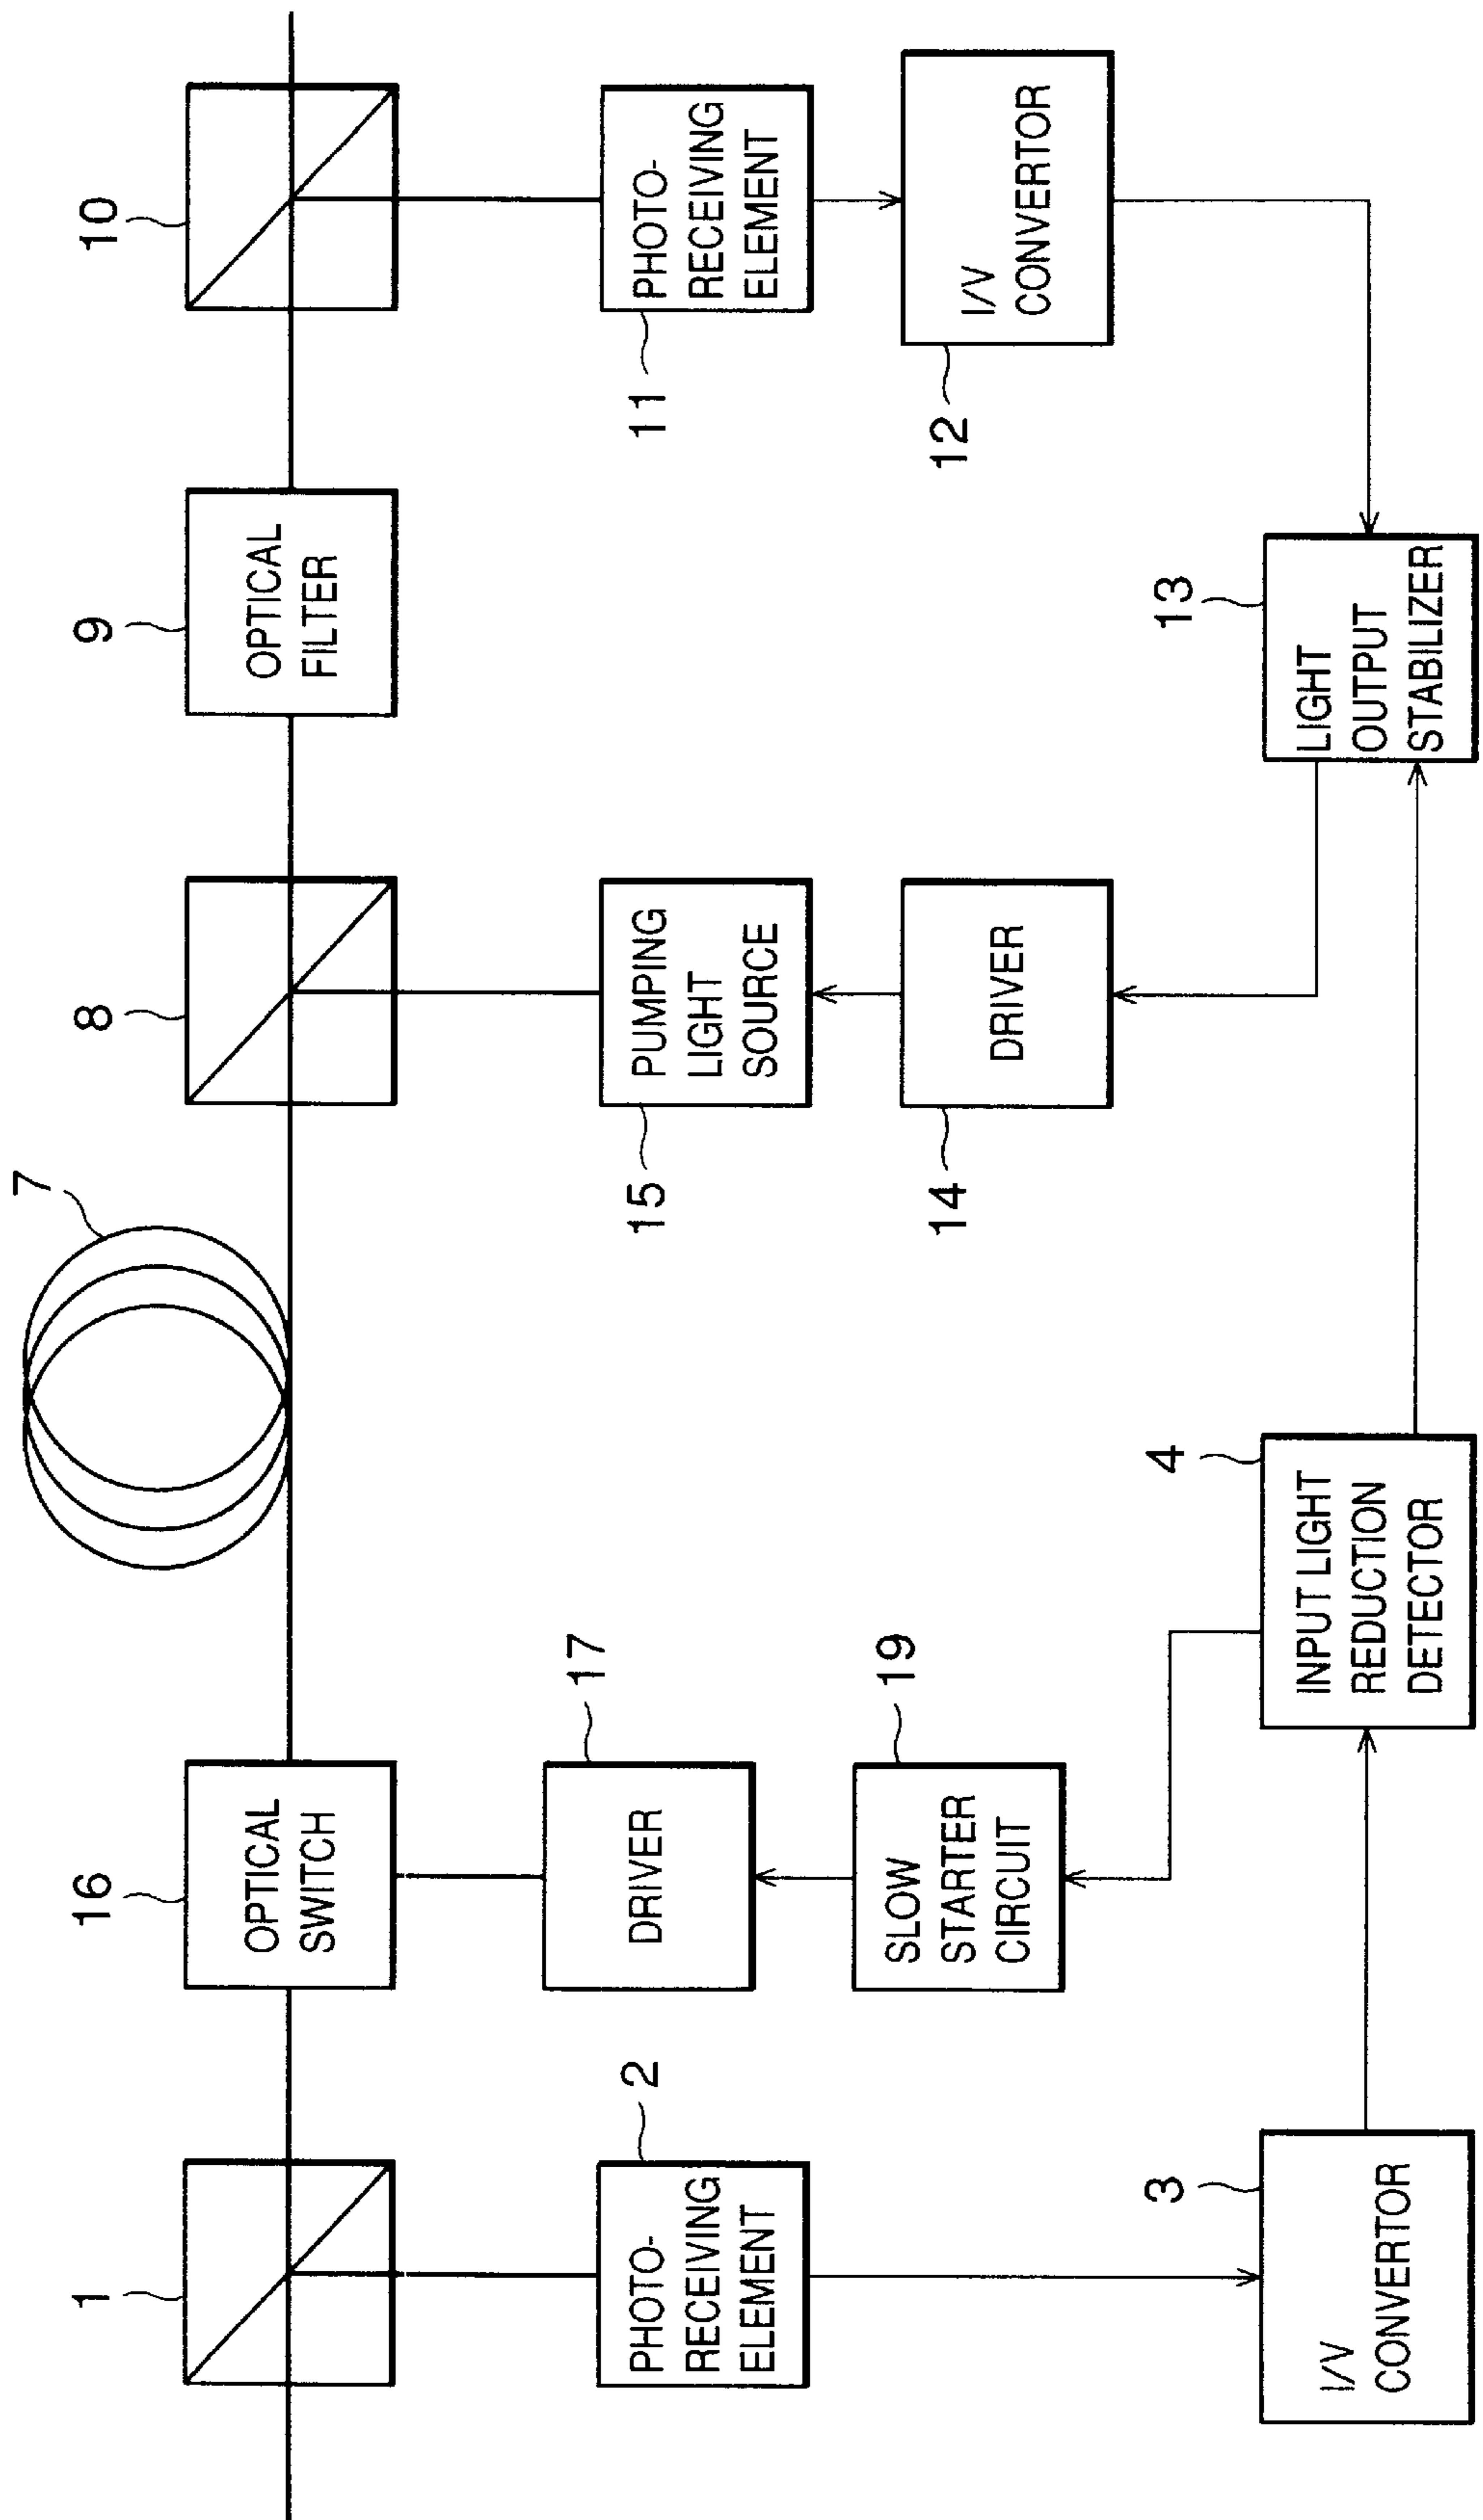 7
1
16
OPTICAL
SWITCH
8
9
OPTICAL
FILTER
10
2
PHOTO-
RECEIVING
ELEMENT
17
DRIVER
15
PUMPING
LIGHT
SOURCE
11
PHOTO-
RECEIVING
ELEMENT
19
SLOW
STARTER
CIRCUIT
14
DRIVER
12
I/V
CONVERTOR
3
I/V
CONVERTOR
4
INPUT LIGHT
REDUCTION
DETECTOR
13
LIGHT
OUTPUT
STABILIZER